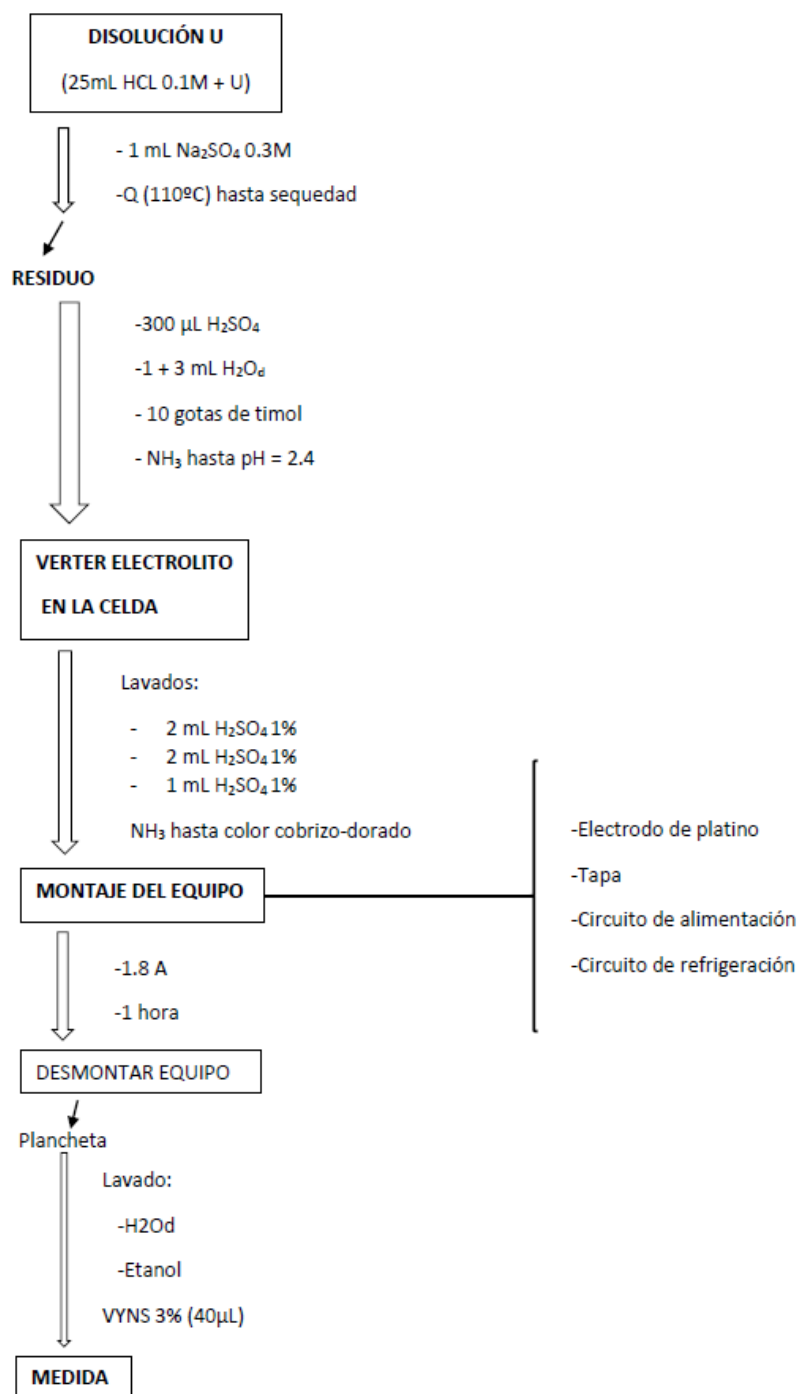 DISOLUCIÓN U
(25mL HCL 0.1M + U)
- 1 mL Na₂SO₄ 0.3M
-Q (110ºC) hasta sequedad
RESIDUO
-300 µL H₂SO₄
-1 + 3 mL H₂Od
- 10 gotas de timol
- NH₃ hasta pH = 2.4
VERTER ELECTROLITO
EN LA CELDA
Lavados:
- 2 mL H₂SO₄ 1%
- 2 mL H₂SO₄ 1%
- 1 mL H₂SO₄ 1%
NH₃ hasta color cobrizo-dorado
MONTAJE DEL EQUIPO
-Electrodo de platino
-Tapa
-Circuito de alimentación
-Circuito de refrigeración
-1.8 A
-1 hora
DESMONTAR EQUIPO
Plancheta
Lavado:
-H2Od
-Etanol
VYNS 3% (40µL)
MEDIDA